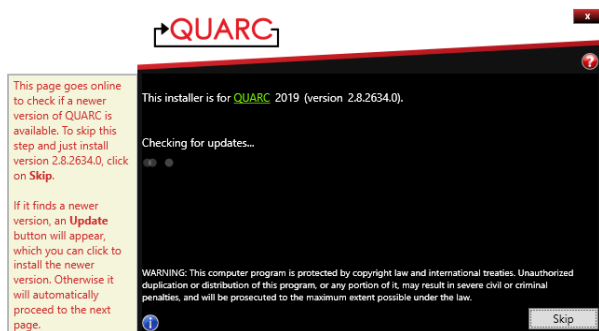 QUARC
x
?
This page goes online
to check if a newer
version of QUARC is
available. To skip this
step and just install
version 2.8.2634.0, click
on Skip.
If it finds a newer
version, an Update
button will appear,
which you can click to
install the newer
version. Otherwise it
will automatically
proceed to the next
page.
This installer is for QUARC 2019 (version 2.8.2634.0).
Checking for updates...
WARNING: This computer program is protected by copyright law and international treaties. Unauthorized
duplication or distribution of this program, or any portion of it, may result in severe civil or criminal
penalties, and will be prosecuted to the maximum extent possible under the law.
i
Skip